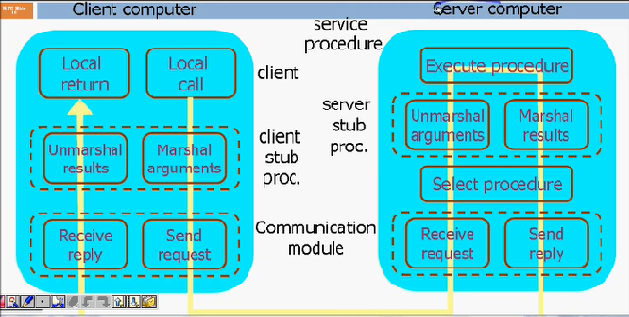 Client computer
Server computer
service
procedure
Local
return
Local
call
client
Execute procedure
server
stub
proc.
Unmarshal
arguments
Marshal
results
client
stub
proc.
Unmarshal
results
Marshal
arguments
Select procedure
Communication
module
Receive
reply
Send
request
Receive
request
Send
reply